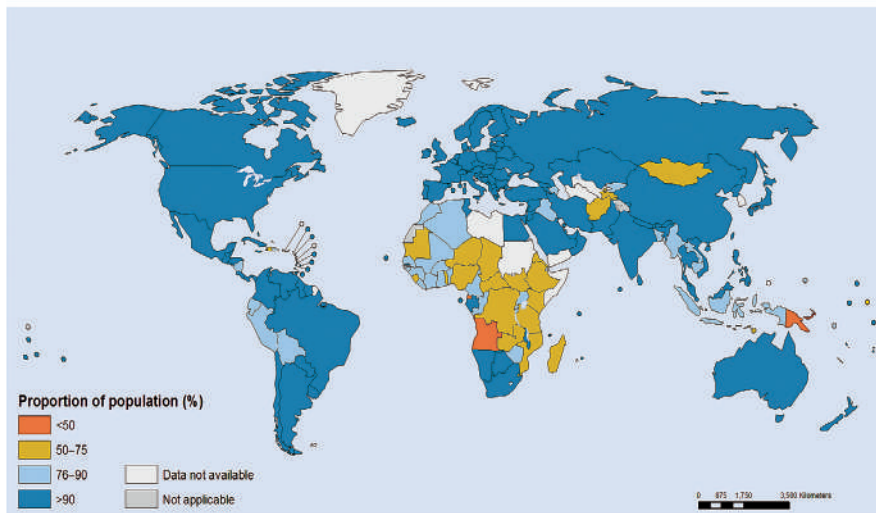 Proportion of population (%)
<50
50–75
76–90
>90
Data not available
Not applicable
0 875 1,750 3,500 Kilometers